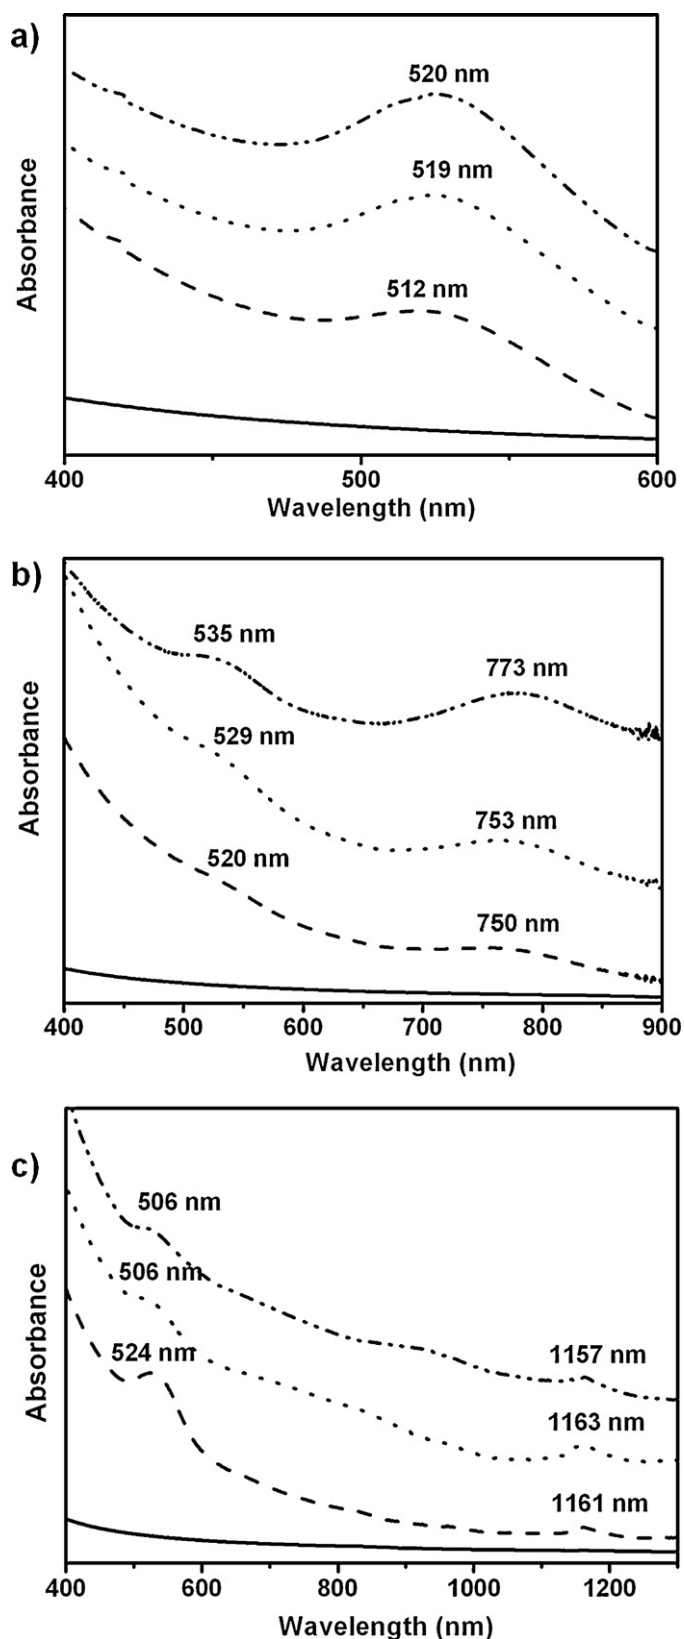 a)
520 nm
519 nm
512 nm
Absorbance
400 500 600
Wavelength (nm)
b)
535 nm
773 nm
529 nm
753 nm
520 nm
750 nm
Absorbance
400 500 600 700 800 900
Wavelength (nm)
c)
506 nm
506 nm
524 nm
1157 nm
1163 nm
1161 nm
Absorbance
400 600 800 1000 1200
Wavelength (nm)